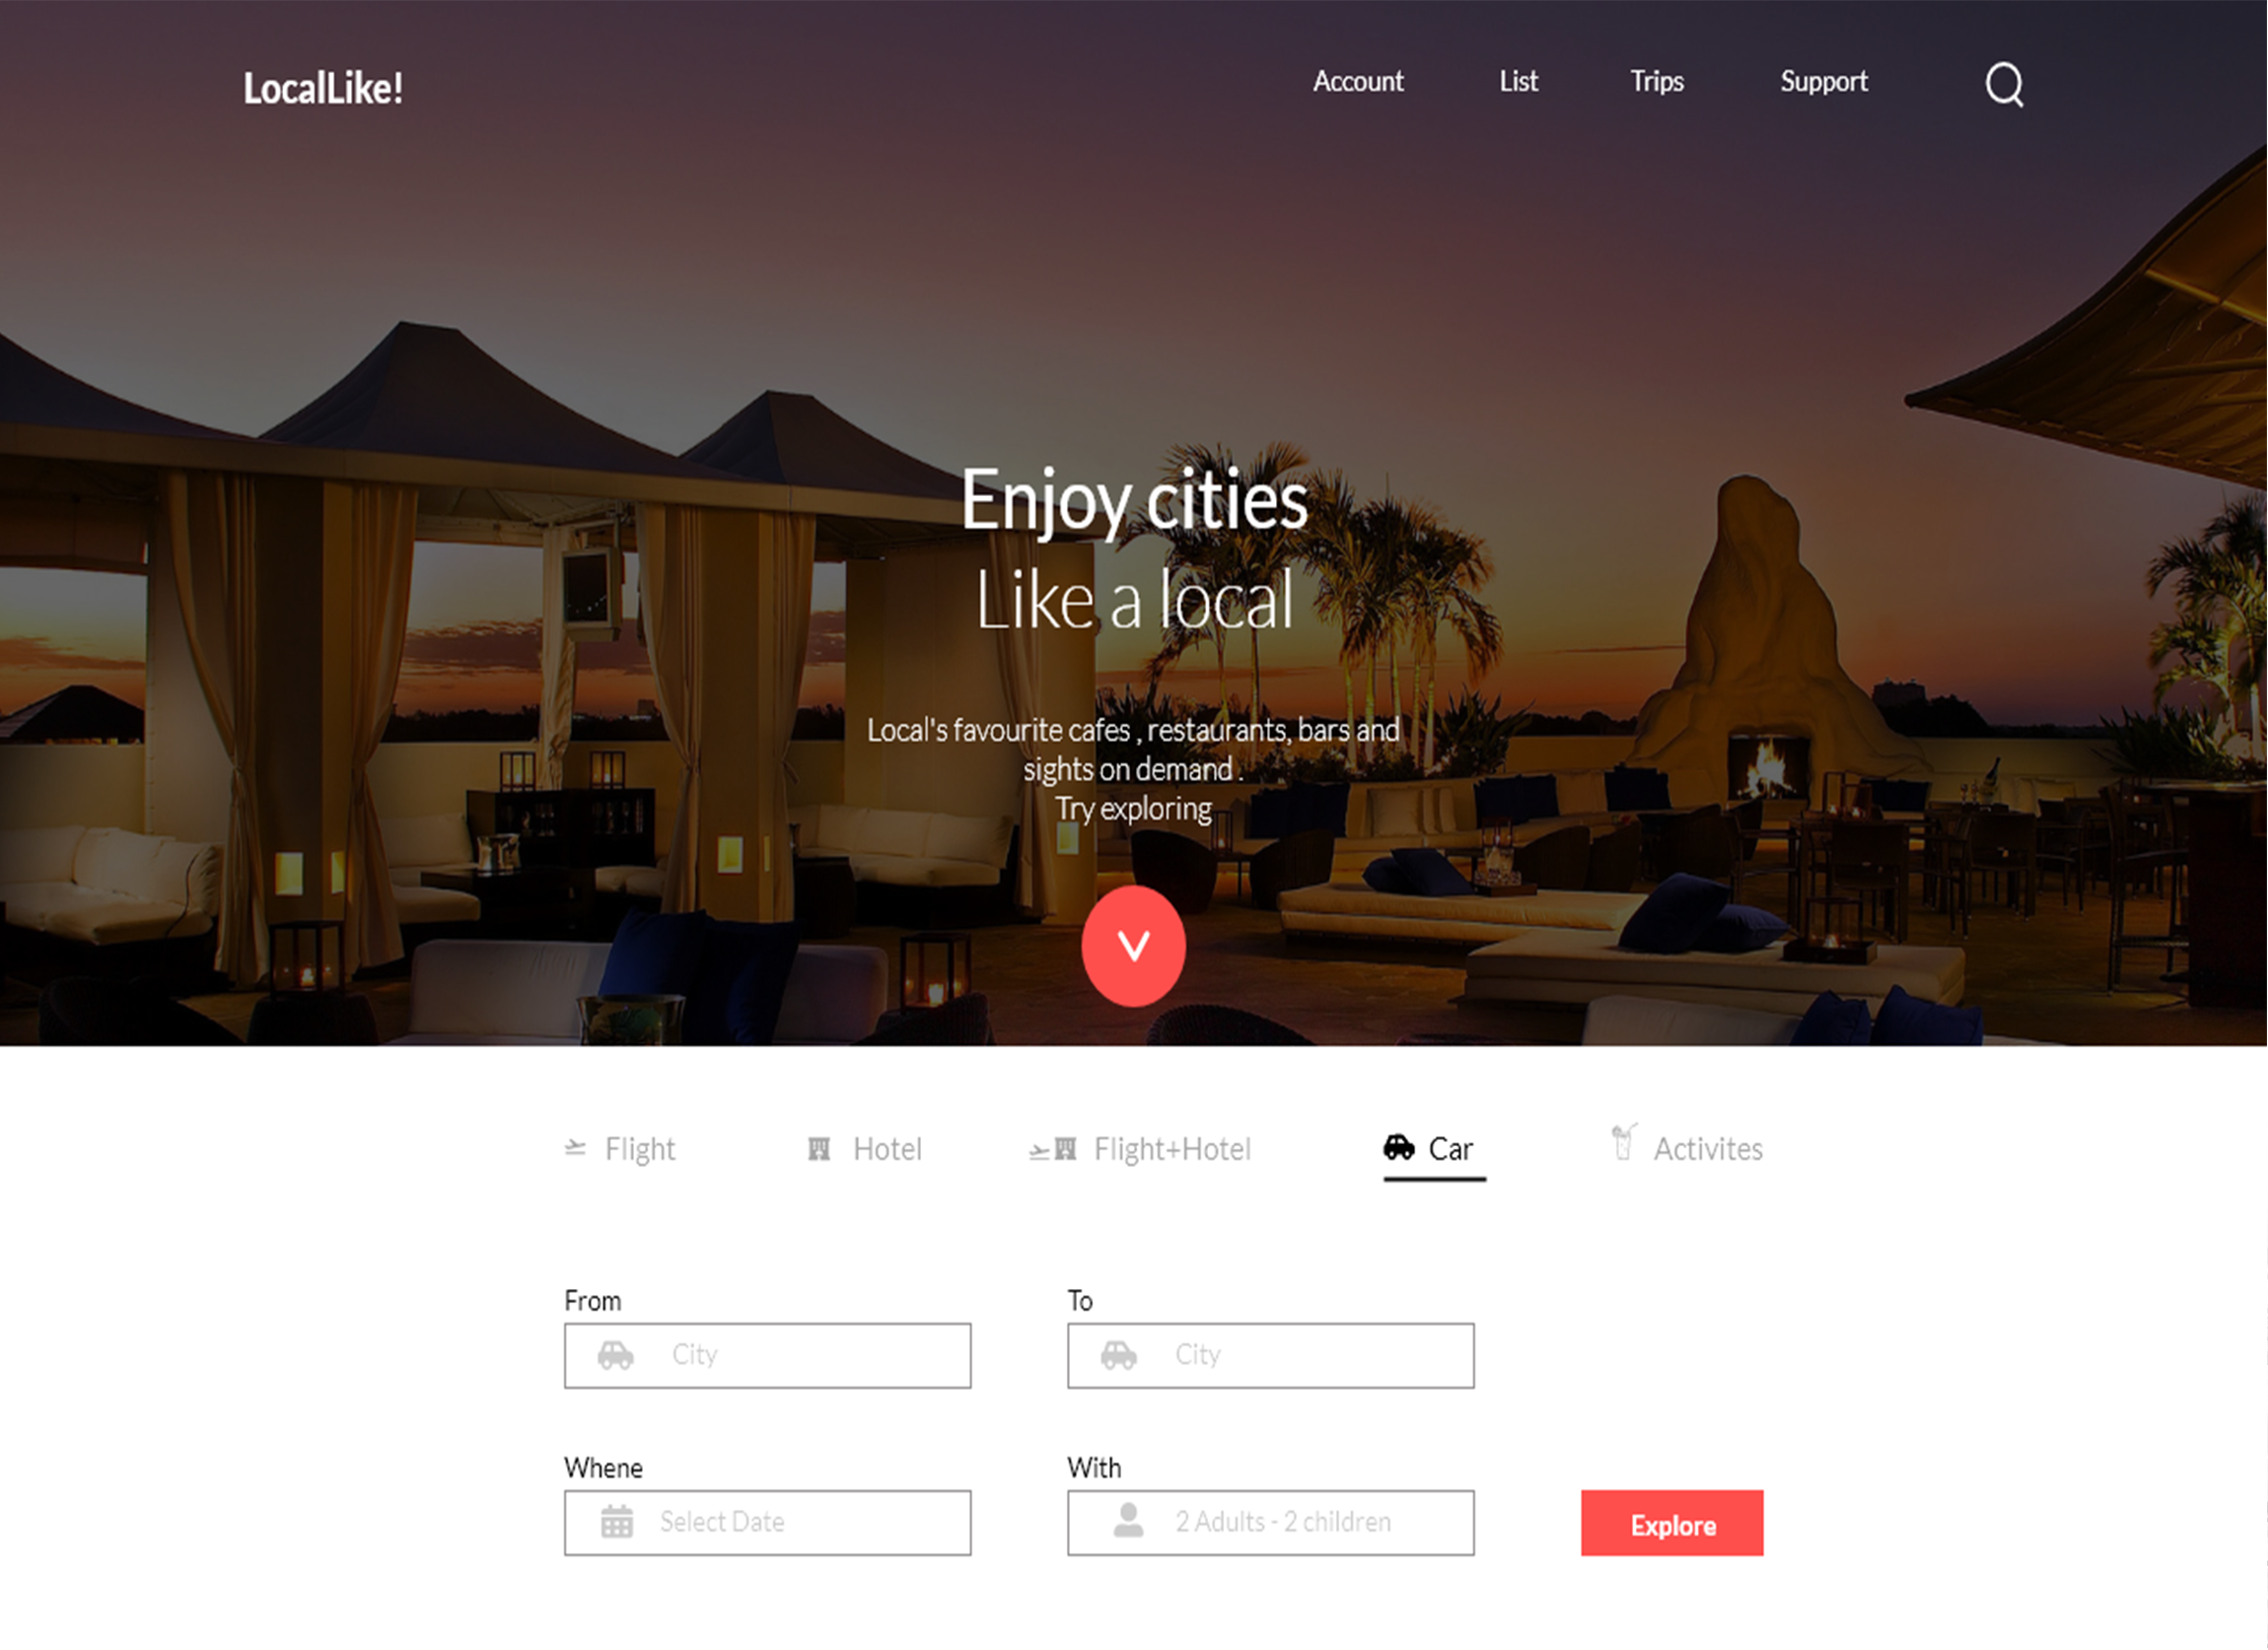 LocalLike!
Account
List
Trips
Support
Enjoy cities
Like a local
Local's favourite cafes , restaurants, bars and
sights on demand .
Try exploring
Flight
Hotel
Flight+Hotel
Car
Activites
From
To
City
City
Whene
With
Select Date
2 Adults - 2 children
Explore